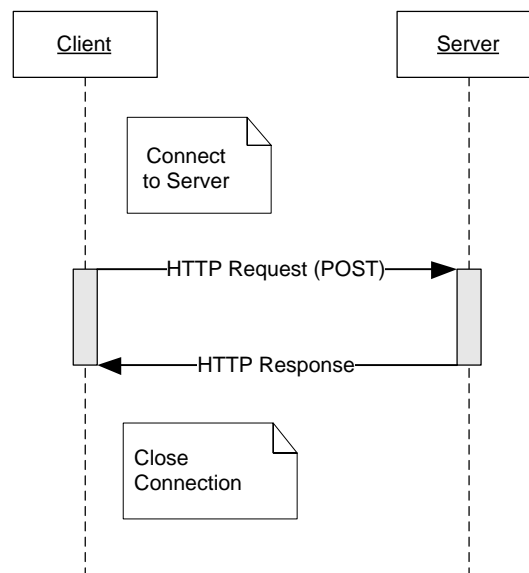 Client
Server
Connect
to Server
HTTP Request (POST)
HTTP Response
Close
Connection